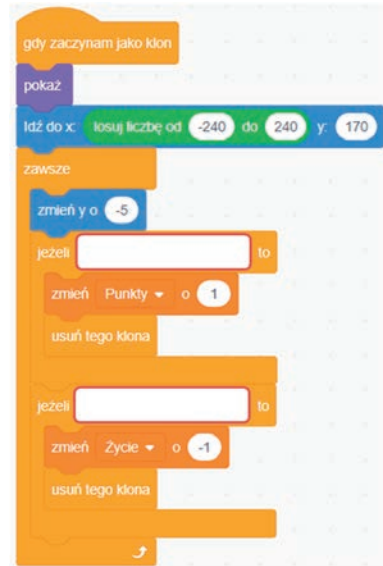 gdy zaczynam jako klon
pokaż
Idź do x: losuj liczbę od -240 do 240 y: 170
zawsze
zmień y o -5
jeżeli to
zmień Punkty o 1
usuń tego klona
jeżeli to
zmień Życie o -1
usuń tego klona